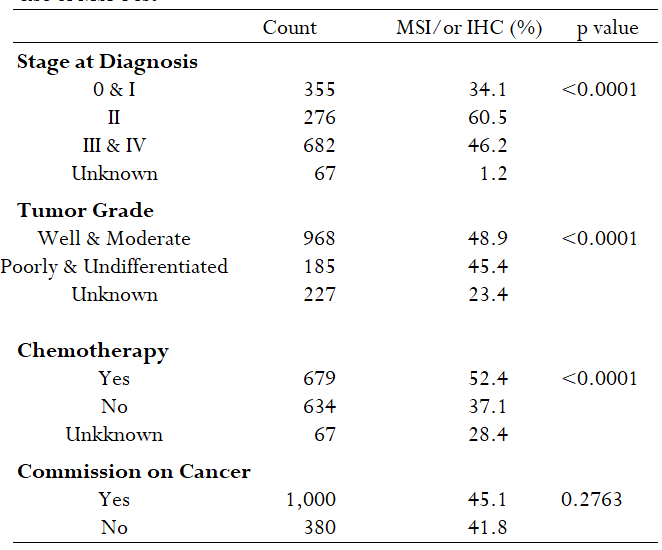 Count MSI/or IHC (%) p value
Stage at Diagnosis
0 & I 355 34.1 <0.0001
II 276 60.5
III & IV 682 46.2
Unknown 67 1.2
Tumor Grade
Well & Moderate 968 48.9 <0.0001
Poorly & Undifferentiated 185 45.4
Unknown 227 23.4
Chemotherapy
Yes 679 52.4 <0.0001
No 634 37.1
Unkknown 67 28.4
Commission on Cancer
Yes 1,000 45.1 0.2763
No 380 41.8